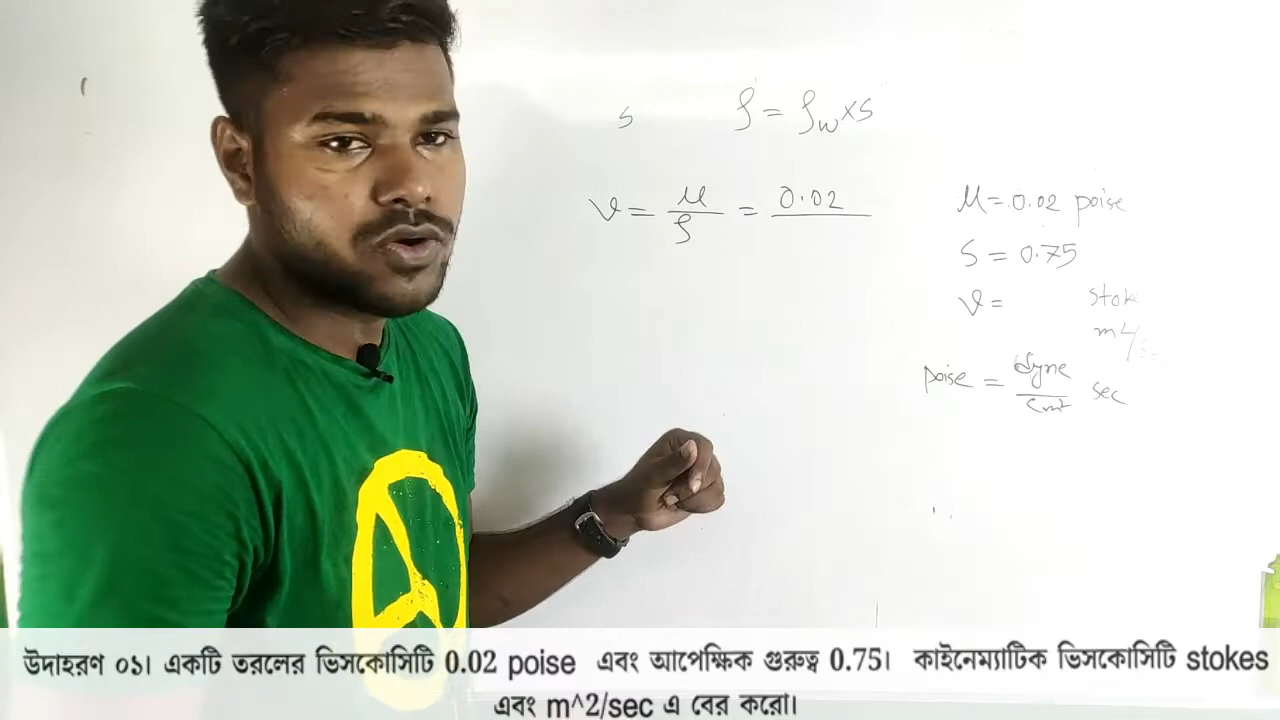 s ρ = ρw×s
ν = μ/ρ = 0.02
μ = 0.02 poise
s = 0.75
ν = stoke
m²/s
poise = dyne/cm² sec
উদাহরণ ০১। একটি তরলের ভিসকোসিটি 0.02 poise এবং আপেক্ষিক গুরুত্ব 0.75। কাইনেম্যাটিক ভিসকোসিটি stokes
এবং m^2/sec এ বের করো।